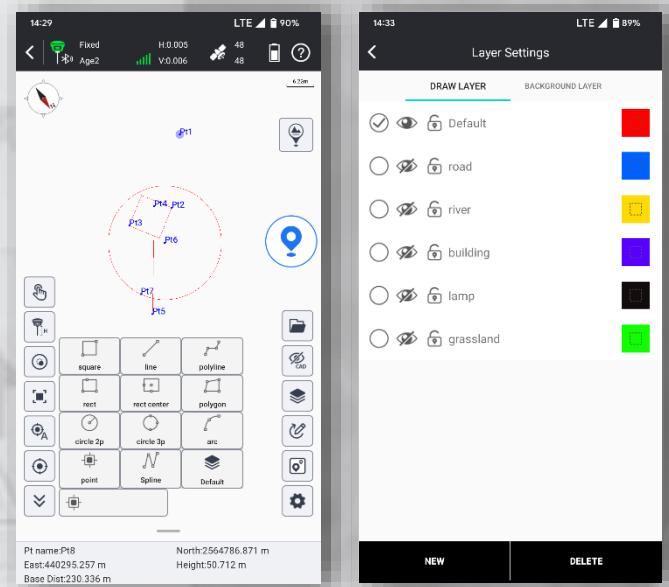 14:29
LTE 90%
Fixed
H:0.005
48
Age2
V:0.006
48
?
6.23m
N
Pt1
Pt4
Pt2
Pt3
Pt6
Pt7
Pt5
H
CAD
A
square
line
polyline
rect
rect center
polygon
circle 2p
circle 3p
arc
point
Spline
Default
Pt name:Pt8
North:2564786.871 m
East:440295.257 m
Height:50.712 m
Base Dist:230.336 m
14:33
LTE 89%
Layer Settings
DRAW LAYER
BACKGROUND LAYER
Default
road
river
building
lamp
grassland
NEW
DELETE